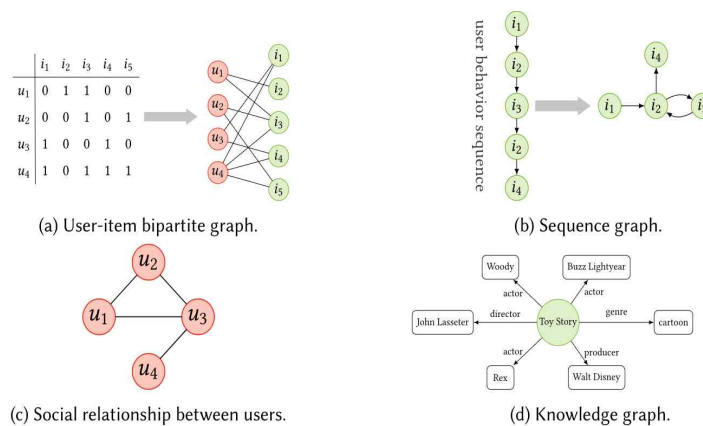 i₁ i₂ i₃ i₄ i₅
u₁ 0 1 1 0 0
u₂ 0 0 1 0 1
u₃ 1 0 0 1 0
u₄ 1 0 1 1 1
u₁
u₂
u₃
u₄
i₁
i₂
i₃
i₄
i₅
(a) User-item bipartite graph.
user behavior sequence
i₁
i₂
i₃
i₂
i₄
i₄
i₁
i₂
(b) Sequence graph.
u₂
u₁
u₃
u₄
(c) Social relationship between users.
Woody
Buzz Lightyear
actor
actor
John Lasseter
director
Toy Story
genre
cartoon
actor
producer
Rex
Walt Disney
(d) Knowledge graph.